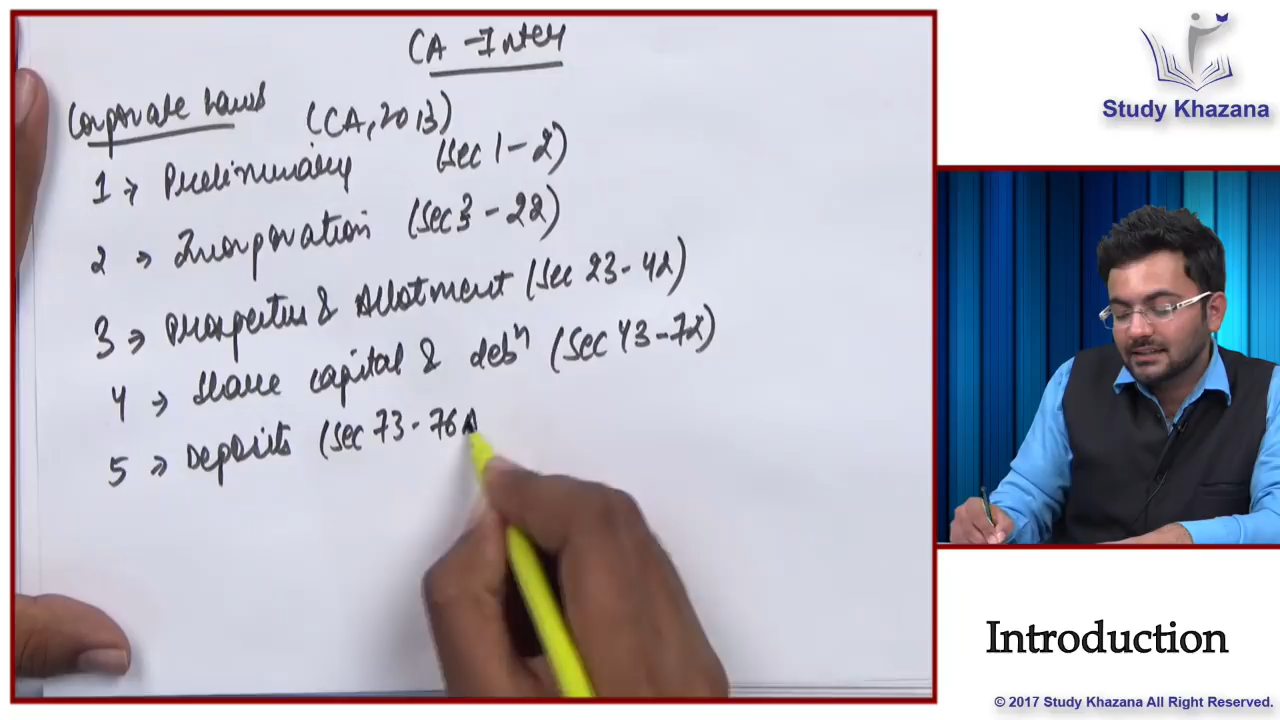 CA - Inter
Corporate Laws (CA, 2013)
1 → Preliminary (Sec 1 - 2)
2 → Incorporation (Sec 3 - 22)
3 → Prospectus & Allotment (Sec 23 - 42)
4 → Share capital & debⁿ (Sec 43 - 72)
5 → Deposits (Sec 73 - 76A
Study Khazana
Introduction
© 2017 Study Khazana All Right Reserved.